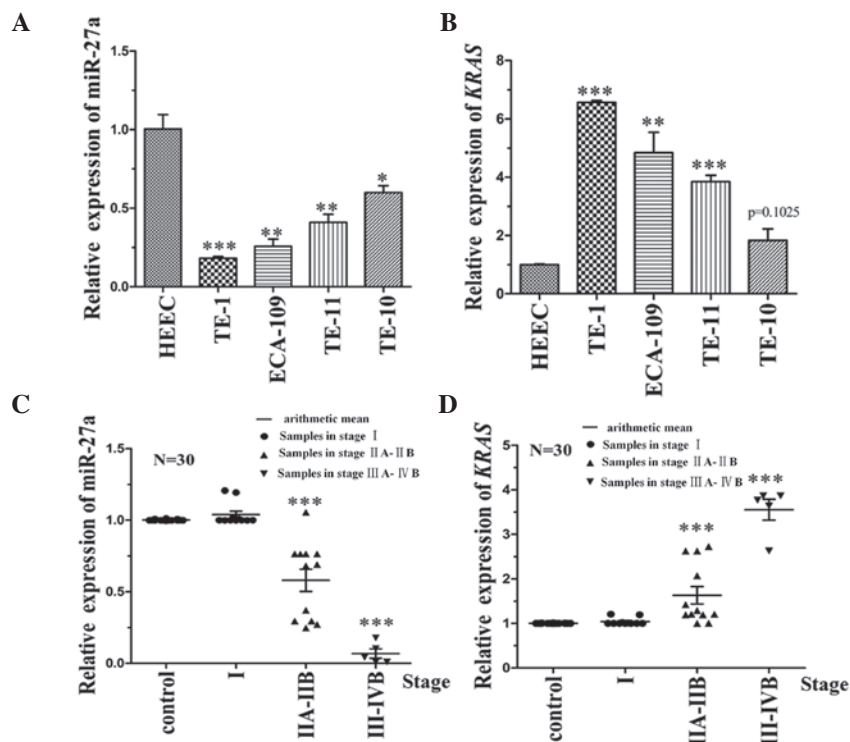 A
Relative expression of miR-27a
1.5
1.0
0.5
0.0
***
**
**
*
HEEC
TE-1
ECA-109
TE-11
TE-10
B
Relative expression of KRAS
8
6
4
2
0
***
**
***
p=0.1025
HEEC
TE-1
ECA-109
TE-11
TE-10
C
Relative expression of miR-27a
1.5
1.0
0.5
0.0
N=30
arithmetic mean
Samples in stage Ⅰ
Samples in stage ⅡA-ⅡB
Samples in stage ⅢA-ⅣB
***
***
control
I
IIA-IIB
III-IVB
Stage
D
Relative expression of KRAS
5
4
3
2
1
0
N=30
arithmetic mean
Samples in stage Ⅰ
Samples in stage ⅡA-ⅡB
Samples in stage ⅢA-ⅣB
***
***
control
I
IIA-IIB
III-IVB
Stage